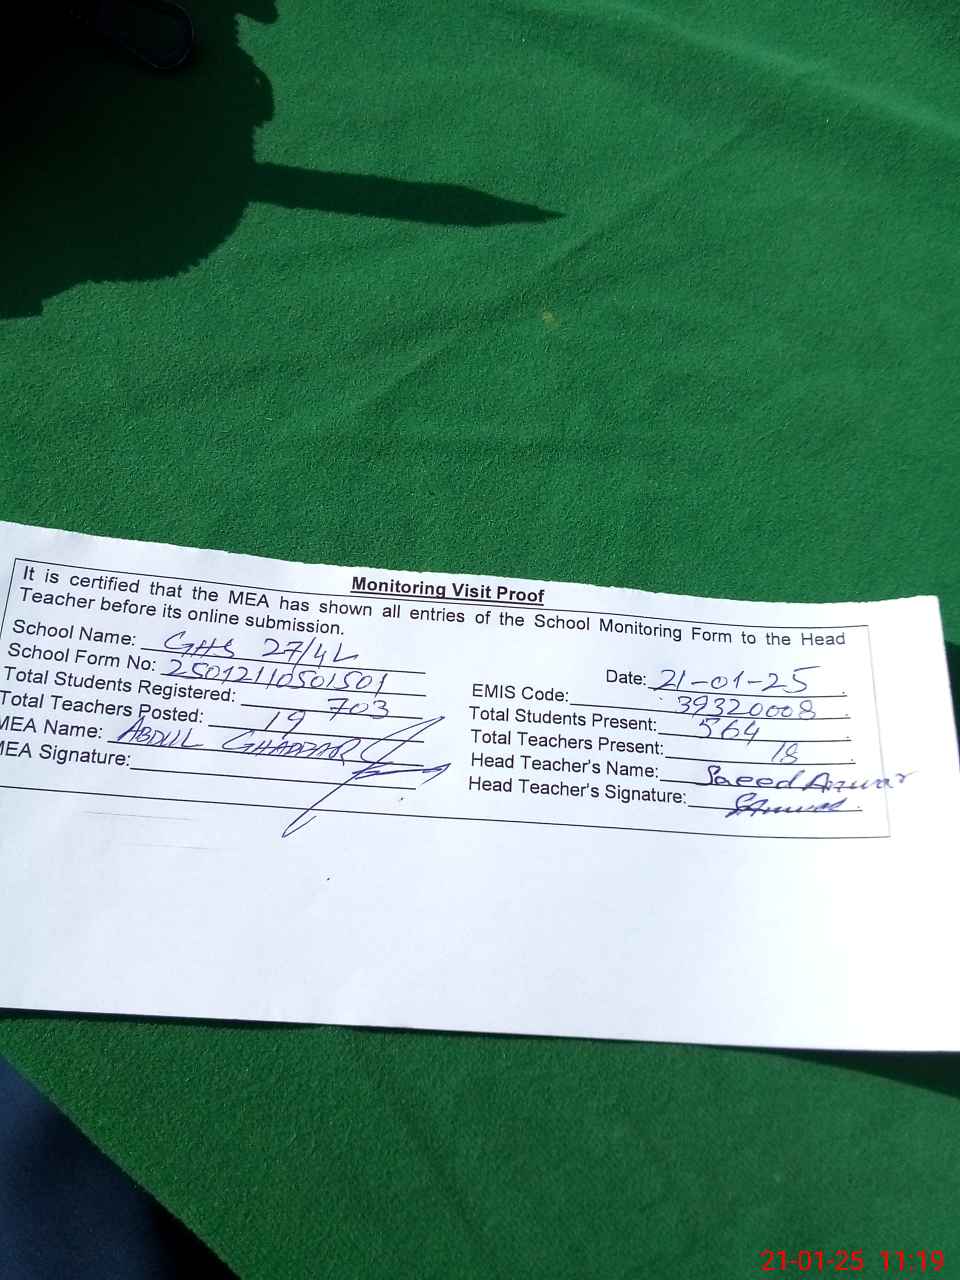 Monitoring Visit Proof
It is certified that the MEA has shown all entries of the School Monitoring Form to the Head
Teacher before its online submission.
School Name: GHS 27/4L
Date: 21-01-25
School Form No: 25012110501501
EMIS Code: 39320008
Total Students Registered: 703
Total Students Present: 564
Total Teachers Posted: 19
Total Teachers Present: 18
MEA Name: ABDUL GHAFFAR
Head Teacher's Name: Saeed Anwar
MEA Signature:
Head Teacher's Signature: SAnwar
21-01-25 11:19